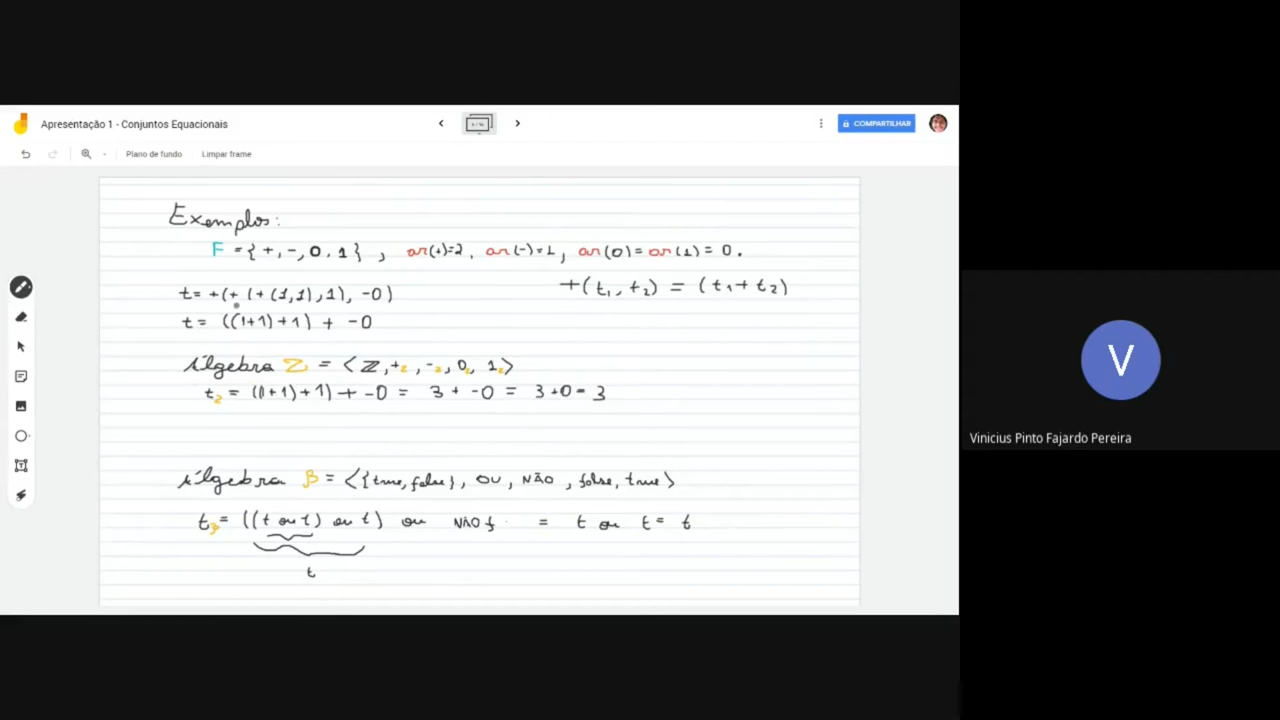 Apresentação 1 - Conjuntos Equacionais
COMPARTILHAR
Plano de fundo
Limpar frame
Exemplos:
F = { +, -, 0, 1 } , ar(+)=2, ar(-)=1, ar(0)=ar(1)=0.
t= +(+ (+(1,1),1), -0)
+(t₁, t₂) = (t₁+t₂)
t= ((1+1)+1) + -0
Álgebra Z = <ℤ, +z, -z, 0z, 1z>
tz = (1+1)+1) + -0 = 3 + -0 = 3+0 = 3
Álgebra β = <{true, false}, OU, NÃO, false, true>
tβ = ((t ou t) ou t) ou NÃO f = t ou t = t
t
V
Vinicius Pinto Fajardo Pereira